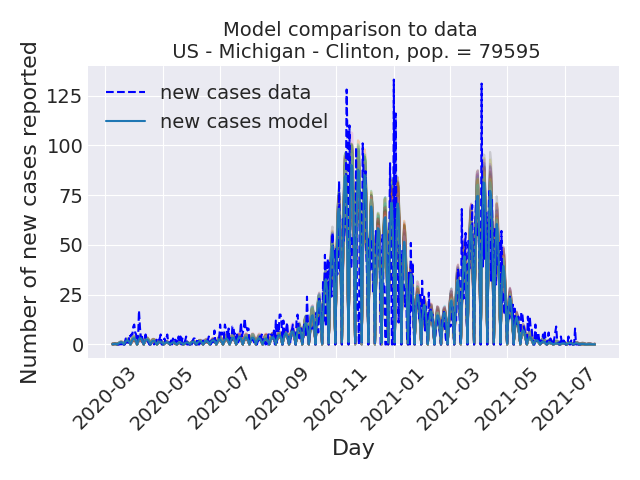 Model comparison to data
US - Michigan - Clinton, pop. = 79595
Number of new cases reported
125
100
75
50
25
0
new cases data
new cases model
2020-03
2020-05
2020-07
2020-09
2020-11
2021-01
2021-03
2021-05
2021-07
Day